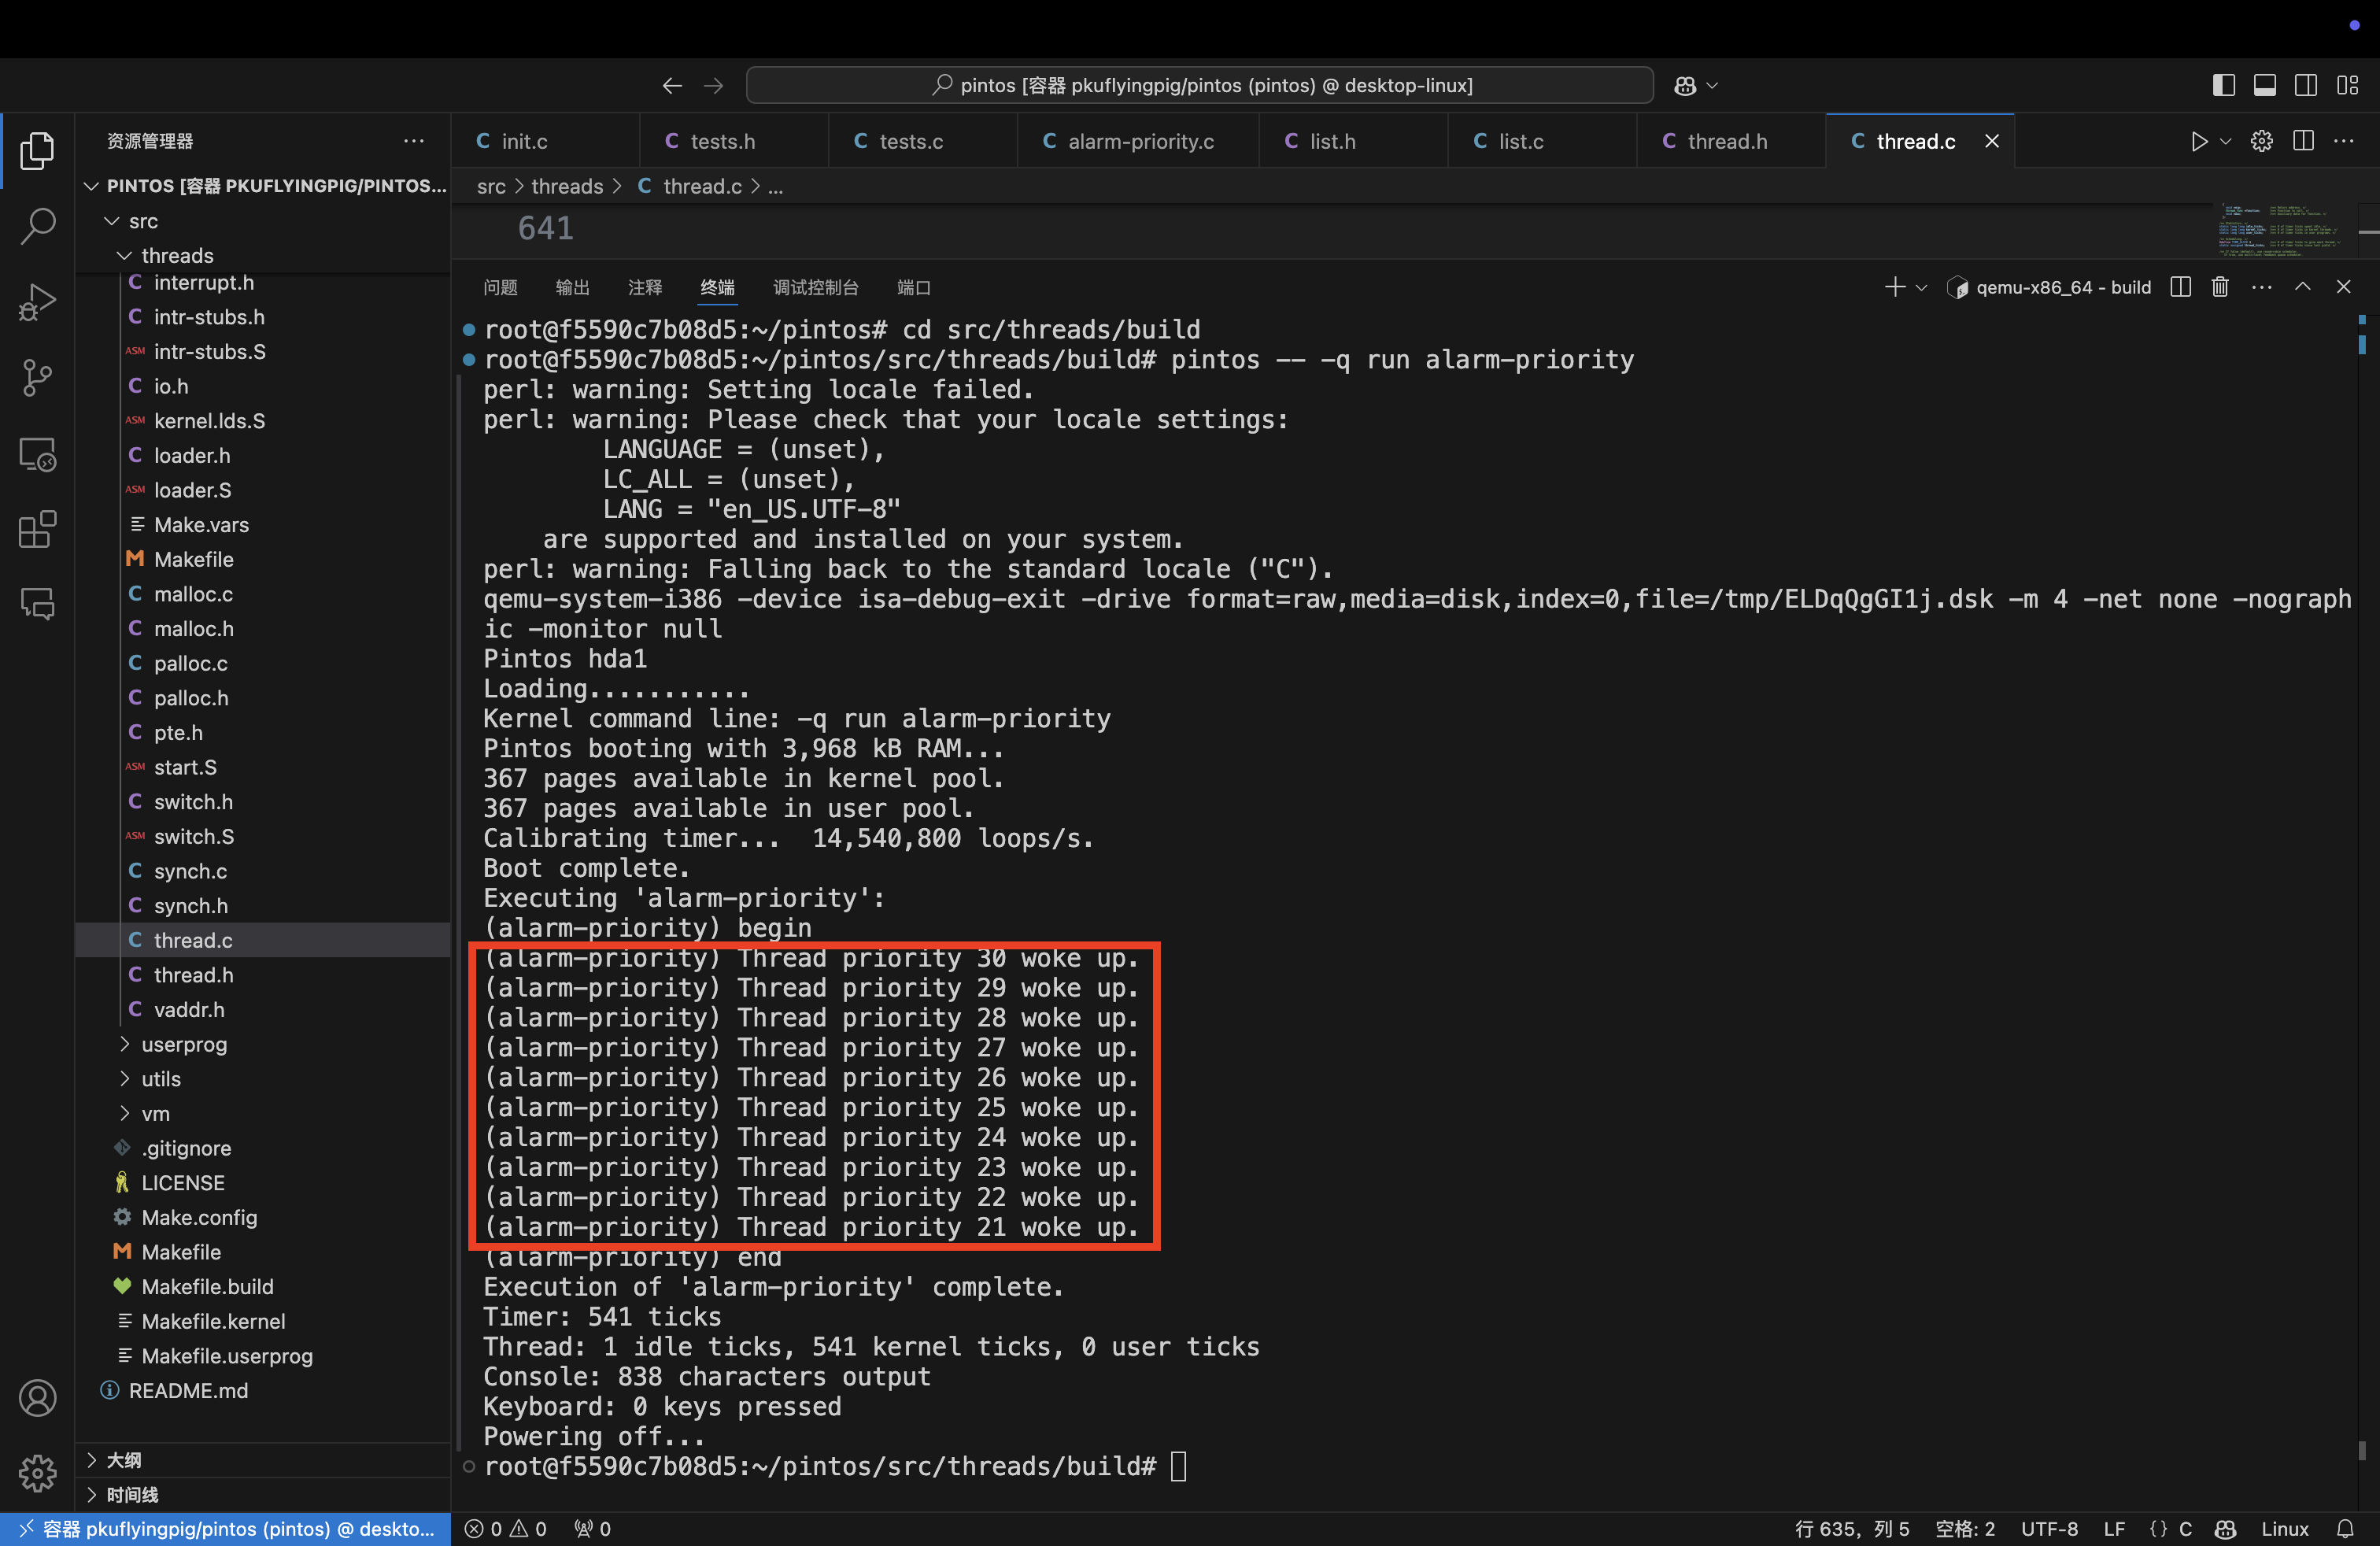 pintos [容器 pkuflyingpig/pintos (pintos) @ desktop-linux]
资源管理器
init.c
tests.h
tests.c
alarm-priority.c
list.h
list.c
thread.h
thread.c
PINTOS [容器 PKUFLYINGPIG/PINTOS...
src > threads > C thread.c > ...
641
src
threads
interrupt.h
intr-stubs.h
intr-stubs.S
io.h
kernel.lds.S
loader.h
loader.S
Make.vars
Makefile
malloc.c
malloc.h
palloc.c
palloc.h
pte.h
start.S
switch.h
switch.S
synch.c
synch.h
thread.c
thread.h
vaddr.h
userprog
utils
vm
.gitignore
LICENSE
Make.config
Makefile
Makefile.build
Makefile.kernel
Makefile.userprog
README.md
大纲
时间线
问题 输出 注释 终端 调试控制台 端口
qemu-x86_64 - build
root@f5590c7b08d5:~/pintos# cd src/threads/build
root@f5590c7b08d5:~/pintos/src/threads/build# pintos -- -q run alarm-priority
perl: warning: Setting locale failed.
perl: warning: Please check that your locale settings:
LANGUAGE = (unset),
LC_ALL = (unset),
LANG = "en_US.UTF-8"
are supported and installed on your system.
perl: warning: Falling back to the standard locale ("C").
qemu-system-i386 -device isa-debug-exit -drive format=raw,media=disk,index=0,file=/tmp/ELDqQgGI1j.dsk -m 4 -net none -nograph
ic -monitor null
Pintos hda1
Loading...........
Kernel command line: -q run alarm-priority
Pintos booting with 3,968 kB RAM...
367 pages available in kernel pool.
367 pages available in user pool.
Calibrating timer...  14,540,800 loops/s.
Boot complete.
Executing 'alarm-priority':
(alarm-priority) begin
(alarm-priority) Thread priority 30 woke up.
(alarm-priority) Thread priority 29 woke up.
(alarm-priority) Thread priority 28 woke up.
(alarm-priority) Thread priority 27 woke up.
(alarm-priority) Thread priority 26 woke up.
(alarm-priority) Thread priority 25 woke up.
(alarm-priority) Thread priority 24 woke up.
(alarm-priority) Thread priority 23 woke up.
(alarm-priority) Thread priority 22 woke up.
(alarm-priority) Thread priority 21 woke up.
(alarm-priority) end
Execution of 'alarm-priority' complete.
Timer: 541 ticks
Thread: 1 idle ticks, 541 kernel ticks, 0 user ticks
Console: 838 characters output
Keyboard: 0 keys pressed
Powering off...
root@f5590c7b08d5:~/pintos/src/threads/build#
容器 pkuflyingpig/pintos (pintos) @ deskto...
0 0 0
行 635，列 5 空格: 2 UTF-8 LF {} C Linux